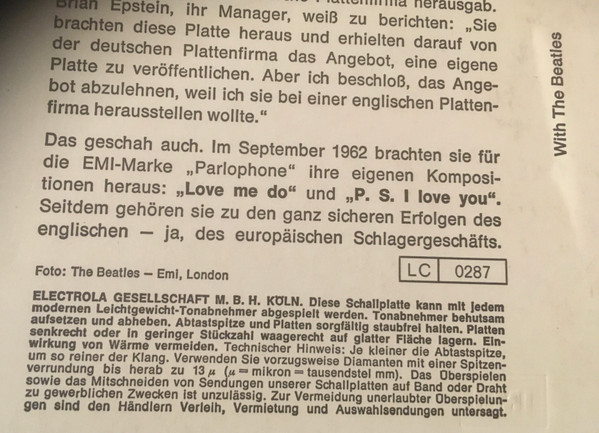 Plattenfirma herausgab.
Brian Epstein, ihr Manager, weiß zu berichten: „Sie
brachten diese Platte heraus und erhielten darauf von
der deutschen Plattenfirma das Angebot, eine eigene
Platte zu veröffentlichen. Aber ich beschloß, das Ange-
bot abzulehnen, weil ich sie bei einer englischen Platten-
firma herausstellen wollte.“
Das geschah auch. Im September 1962 brachten sie für
die EMI-Marke „Parlophone“ ihre eigenen Komposi-
tionen heraus: „Love me do“ und „P. S. I love you“.
Seitdem gehören sie zu den ganz sicheren Erfolgen des
englischen — ja, des europäischen Schlagergeschäfts.
LC 0287
Foto: The Beatles — Emi, London
ELECTROLA GESELLSCHAFT M. B. H. KÖLN. Diese Schallplatte kann mit jedem
modernen Leichtgewicht-Tonabnehmer abgespielt werden. Tonabnehmer behutsam
aufsetzen und abheben. Abtastspitze und Platten sorgfältig staubfrei halten. Platten
senkrecht oder in geringer Stückzahl waagerecht auf glatter Fläche lagern. Ein-
wirkung von Wärme vermeiden. Technischer Hinweis: Je kleiner die Abtastspitze,
um so reiner der Klang. Verwenden Sie vorzugsweise Diamanten mit einer Spitzen-
verrundung bis herab zu 13 µ (µ = mikron = tausendstel mm). Das Überspielen
sowie das Mitschneiden von Sendungen unserer Schallplatten auf Band oder Draht
zu gewerblichen Zwecken ist unzulässig. Zur Vermeidung unerlaubter Überspielun-
gen sind den Händlern Verleih, Vermietung und Auswahlsendungen untersagt.
With The Beatles